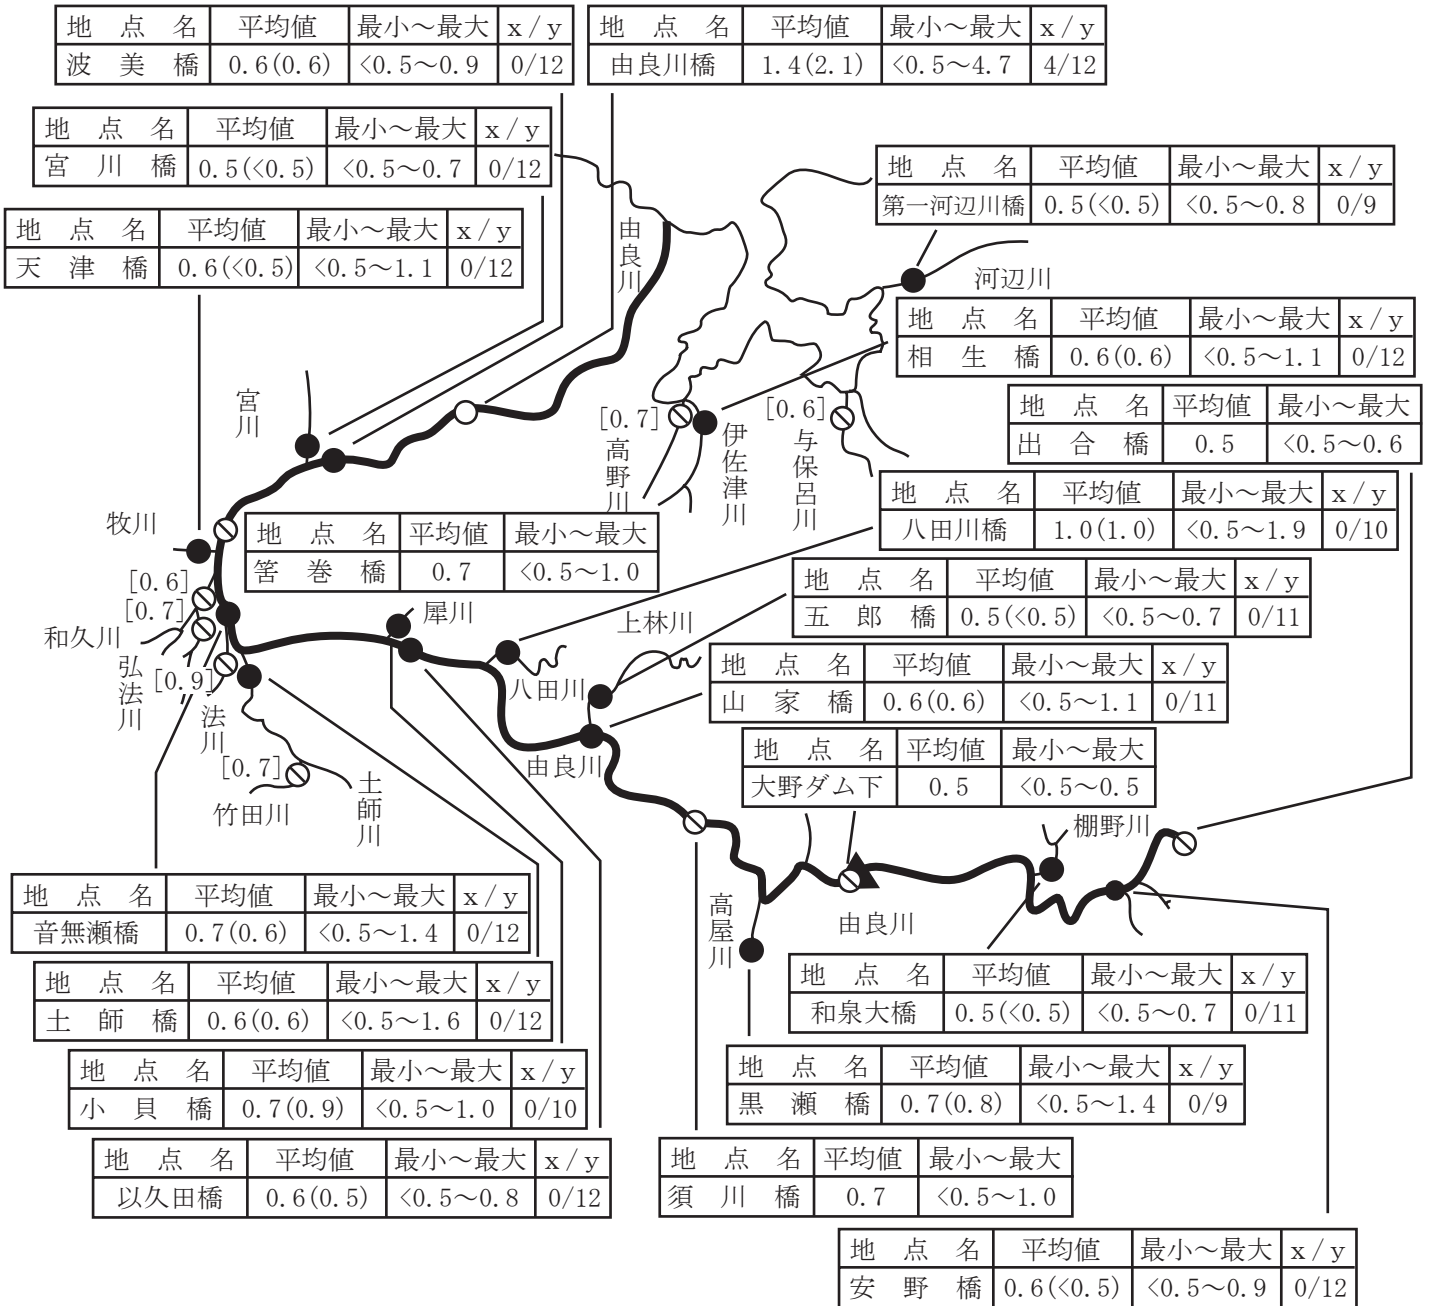 地点名 平均値 最小～最大 x/y
波美橋 0.6(0.6) <0.5～0.9 0/12
地点名 平均値 最小～最大 x/y
由良川橋 1.4(2.1) <0.5～4.7 4/12
地点名 平均値 最小～最大 x/y
宮川橋 0.5(<0.5) <0.5～0.7 0/12
地点名 平均値 最小～最大 x/y
第一河辺川橋 0.5(<0.5) <0.5～0.8 0/9
地点名 平均値 最小～最大 x/y
天津橋 0.6(<0.5) <0.5～1.1 0/12
由良川
河辺川
地点名 平均値 最小～最大 x/y
相生橋 0.6(0.6) <0.5～1.1 0/12
宮川
[0.7]
高野川
伊佐津川
[0.6]
与保呂川
地点名 平均値 最小～最大
出合橋 0.5 <0.5～0.6
地点名 平均値 最小～最大 x/y
八田川橋 1.0(1.0) <0.5～1.9 0/10
牧川
地点名 平均値 最小～最大
筈巻橋 0.7 <0.5～1.0
[0.6]
[0.7]
和久川
弘法川
[0.9]
法川
犀川
上林川
八田川
地点名 平均値 最小～最大 x/y
五郎橋 0.5(<0.5) <0.5～0.7 0/11
地点名 平均値 最小～最大 x/y
山家橋 0.6(0.6) <0.5～1.1 0/11
[0.7]
竹田川
土師川
由良川
地点名 平均値 最小～最大
大野ダム下 0.5 <0.5～0.5
棚野川
高屋川
由良川
地点名 平均値 最小～最大 x/y
音無瀬橋 0.7(0.6) <0.5～1.4 0/12
地点名 平均値 最小～最大 x/y
土師橋 0.6(0.6) <0.5～1.6 0/12
地点名 平均値 最小～最大 x/y
和泉大橋 0.5(<0.5) <0.5～0.7 0/11
地点名 平均値 最小～最大 x/y
小貝橋 0.7(0.9) <0.5～1.0 0/10
地点名 平均値 最小～最大 x/y
黒瀬橋 0.7(0.8) <0.5～1.4 0/9
地点名 平均値 最小～最大 x/y
以久田橋 0.6(0.5) <0.5～0.8 0/12
地点名 平均値 最小～最大
須川橋 0.7 <0.5～1.0
地点名 平均値 最小～最大 x/y
安野橋 0.6(<0.5) <0.5～0.9 0/12